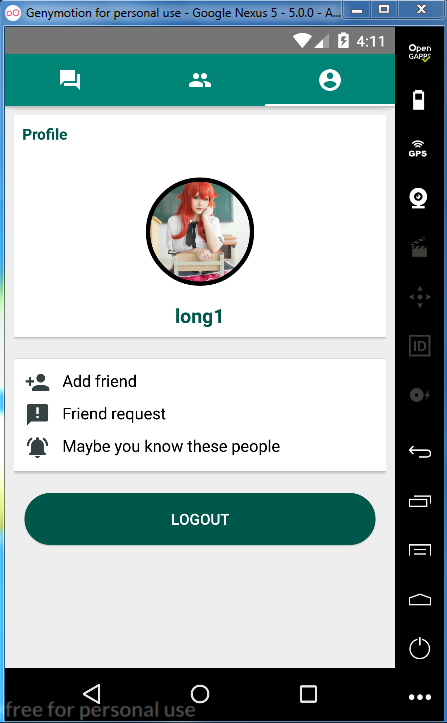 Genymotion for personal use - Google Nexus 5 - 5.0.0 - A...
4:11
Open
GAPPS
Profile
GPS
long1
ID
Add friend
Friend request
Maybe you know these people
LOGOUT
free for personal use